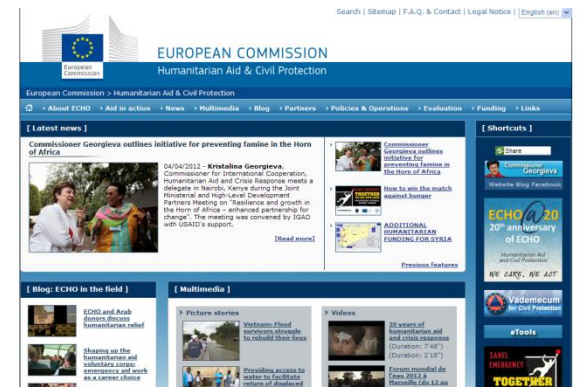 Search | Sitemap | F.A.Q. & Contact | Legal Notice | English (en)
European
Commission
EUROPEAN COMMISSION
Humanitarian Aid & Civil Protection
European Commission > Humanitarian Aid & Civil Protection
About ECHO
Aid in action
News
Multimedia
Blog
Partners
Policies & Operations
Evaluation
Funding
Links
[ Latest news ]
Commissioner Georgieva outlines initiative for preventing famine in the Horn
of Africa
04/04/2012 - Kristalina Georgieva,
Commissioner for International Cooperation,
Humanitarian Aid and Crisis Response meets a
delegate in Nairobi, Kenya during the Joint
Ministerial and High-Level Development
Partners Meeting on "Resilience and growth in
the Horn of Africa – enhanced partnership for
change". The meeting was convened by IGAD
with USAID's support.
[Read more]
Commissioner
Georgieva outlines
initiative for
preventing famine in
the Horn of Africa
TOGETHER
How to win the match
against hunger
ADDITIONAL
HUMANITARIAN
FUNDING FOR SYRIA
Previous features
[ Shortcuts ]
Share
Commissioner
Georgieva
Website Blog Facebook
ECHO@20
20th anniversary
of ECHO
Humanitarian Aid
and Civil Protection
WE CARE, WE ACT
Vademecum
for Civil Protection
eTools
SAHEL
EMERGENCY
TOGETHER
[ Blog: ECHO in the field ]
ECHO and Arab
donors discuss
humanitarian relief
Shaping up the
humanitarian aid
voluntary corps:
emergency aid work
as a career choice
[ Multimedia ]
Picture stories
Vietnam: Flood
survivors struggle
to rebuild their lives
Providing access to
water to facilitate
return of displaced
Videos
20 years of
humanitarian aid
and crisis response
(Duration: 7'48")
(Duration: 2'18")
Forum mondial de
l'eau 2012 à
Marseille (du 12 au